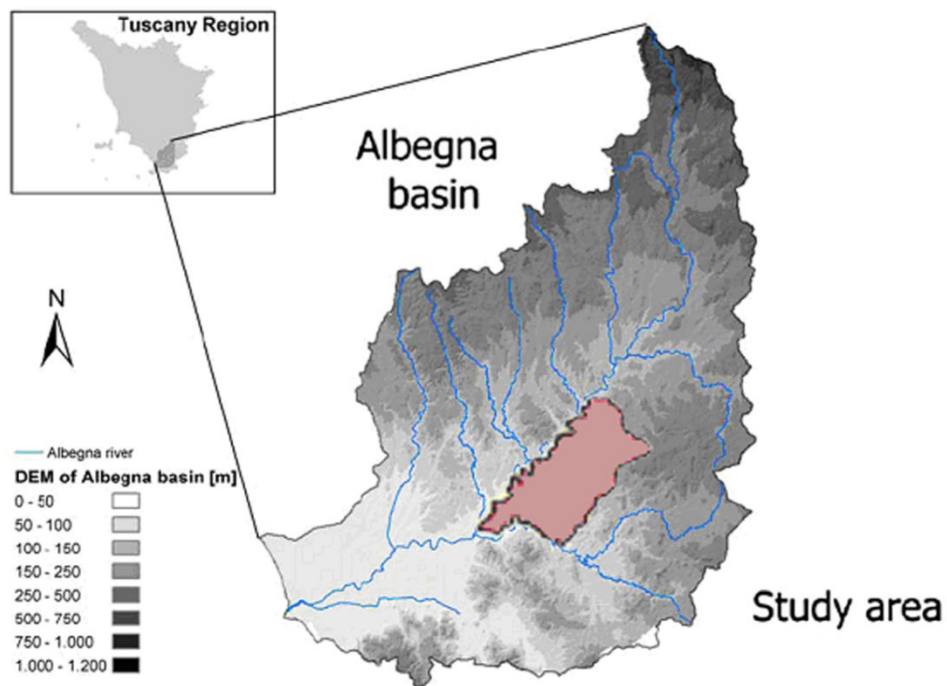 Tuscany Region
Albegna
basin
N
Albegna river
DEM of Albegna basin [m]
0 - 50
50 - 100
100 - 150
150 - 250
250 - 500
500 - 750
750 - 1.000
1.000 - 1.200
Study area